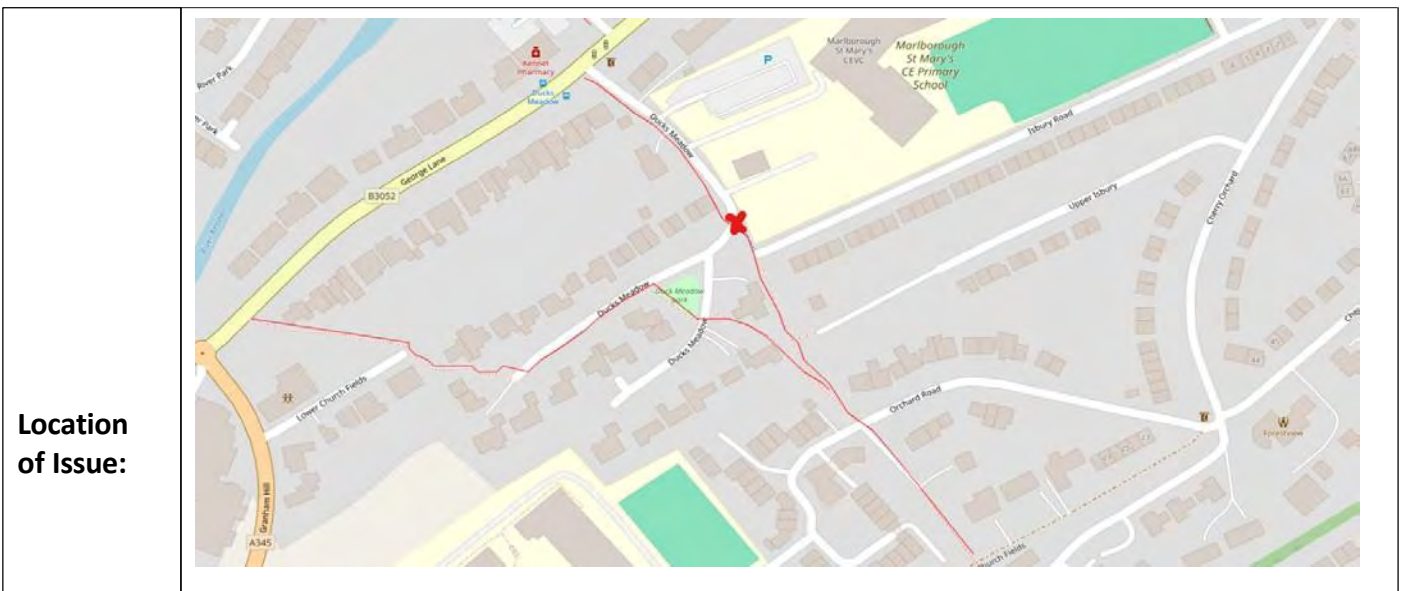 Location
of Issue:
Kennet
Pharmacy
Ducks
Meadow
River Park
Ducks Meadow
P
Marlborough
St Mary's
CEVC
Marlborough
St Mary's
CE Primary
School
Isbury Road
George Lane
B3052
Upper Isbury
Cherry Orchard
Ducks Meadow
Duck Meadow
park
Ducks Meadow
Lower Church Fields
Orchard Road
Forestview
Granham Hill
A345
Church Fields